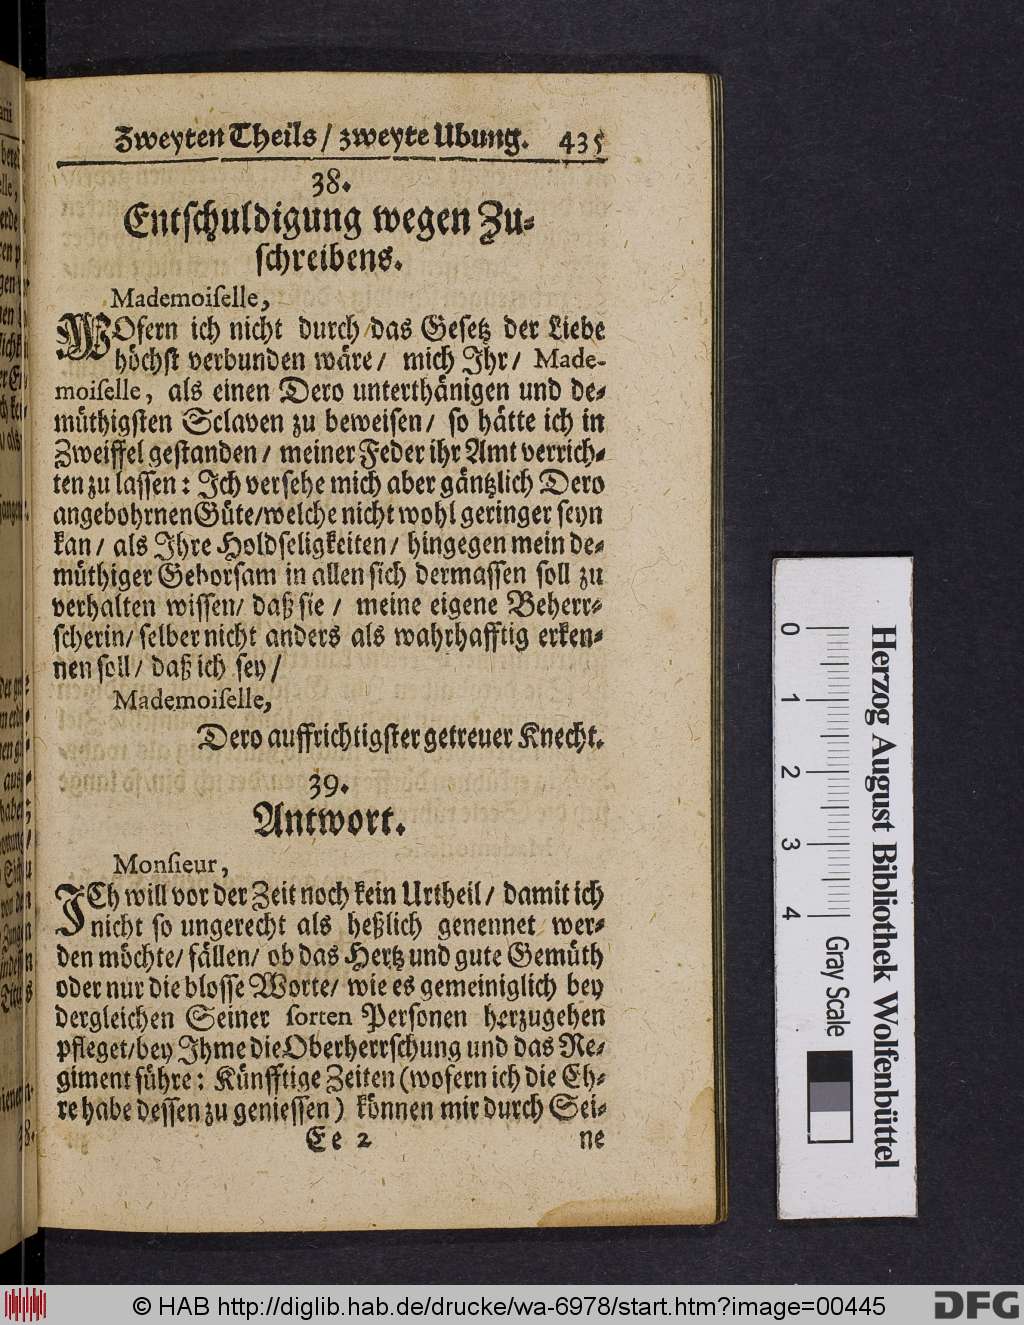 Zweyten Theils / zweyte Ubung. 435
38.
Entschuldigung wegen Zu-
schreibens.
Mademoiſelle,
WOfern ich nicht durch das Gesetz der Liebe
höchst verbunden wäre / mich Ihr / Made-
moiſelle, als einen Dero unterthänigen und de-
müthigsten Sclaven zu beweisen / so hätte ich in
Zweiffel gestanden / meiner Feder ihr Amt verrich-
ten zu lassen: Ich versehe mich aber gäntzlich Dero
angebohrnen Güte / welche nicht wohl geringer seyn
kan / als Ihre Holdseligkeiten / hingegen mein de-
müthiger Gehorsam in allen sich dermassen soll zu
verhalten wissen / daß sie / meine eigene Beherr-
scherin / selber nicht anders als wahrhafftig erken-
nen soll / daß ich sey /
Mademoiſelle,
Dero auffrichtigster getreuer Knecht.
39.
Antwort.
Monſieur,
ICh will vor der Zeit noch kein Urtheil / damit ich
nicht so ungerecht als heßlich genennet wer-
den möchte / fällen / ob das Hertz und gute Gemüth
oder nur die blosse Worte / wie es gemeiniglich bey
dergleichen Seiner ſorten Personen herzugehen
pfleget / bey Ihme die Oberherrschung und das Re-
giment führe: Künfftige Zeiten (wofern ich die Eh-
re habe dessen zu geniessen) können mir durch Sei-
Ee 2 ne
Herzog August Bibliothek Wolfenbüttel
0 1 2 3 4 Gray Scale
© HAB http://diglib.hab.de/drucke/wa-6978/start.htm?image=00445
DFG